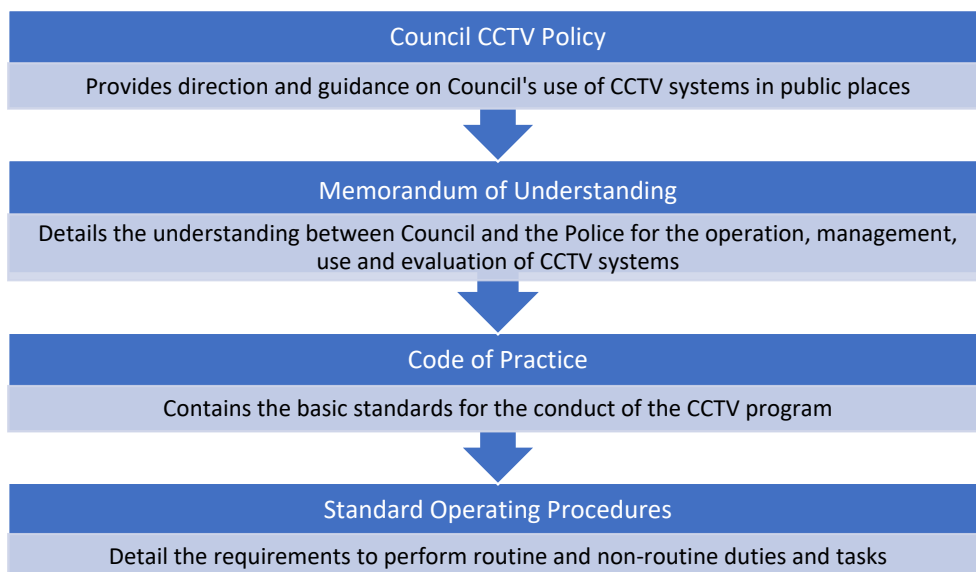 Council CCTV Policy
Provides direction and guidance on Council's use of CCTV systems in public places
Memorandum of Understanding
Details the understanding between Council and the Police for the operation, management,
use and evaluation of CCTV systems
Code of Practice
Contains the basic standards for the conduct of the CCTV program
Standard Operating Procedures
Detail the requirements to perform routine and non-routine duties and tasks